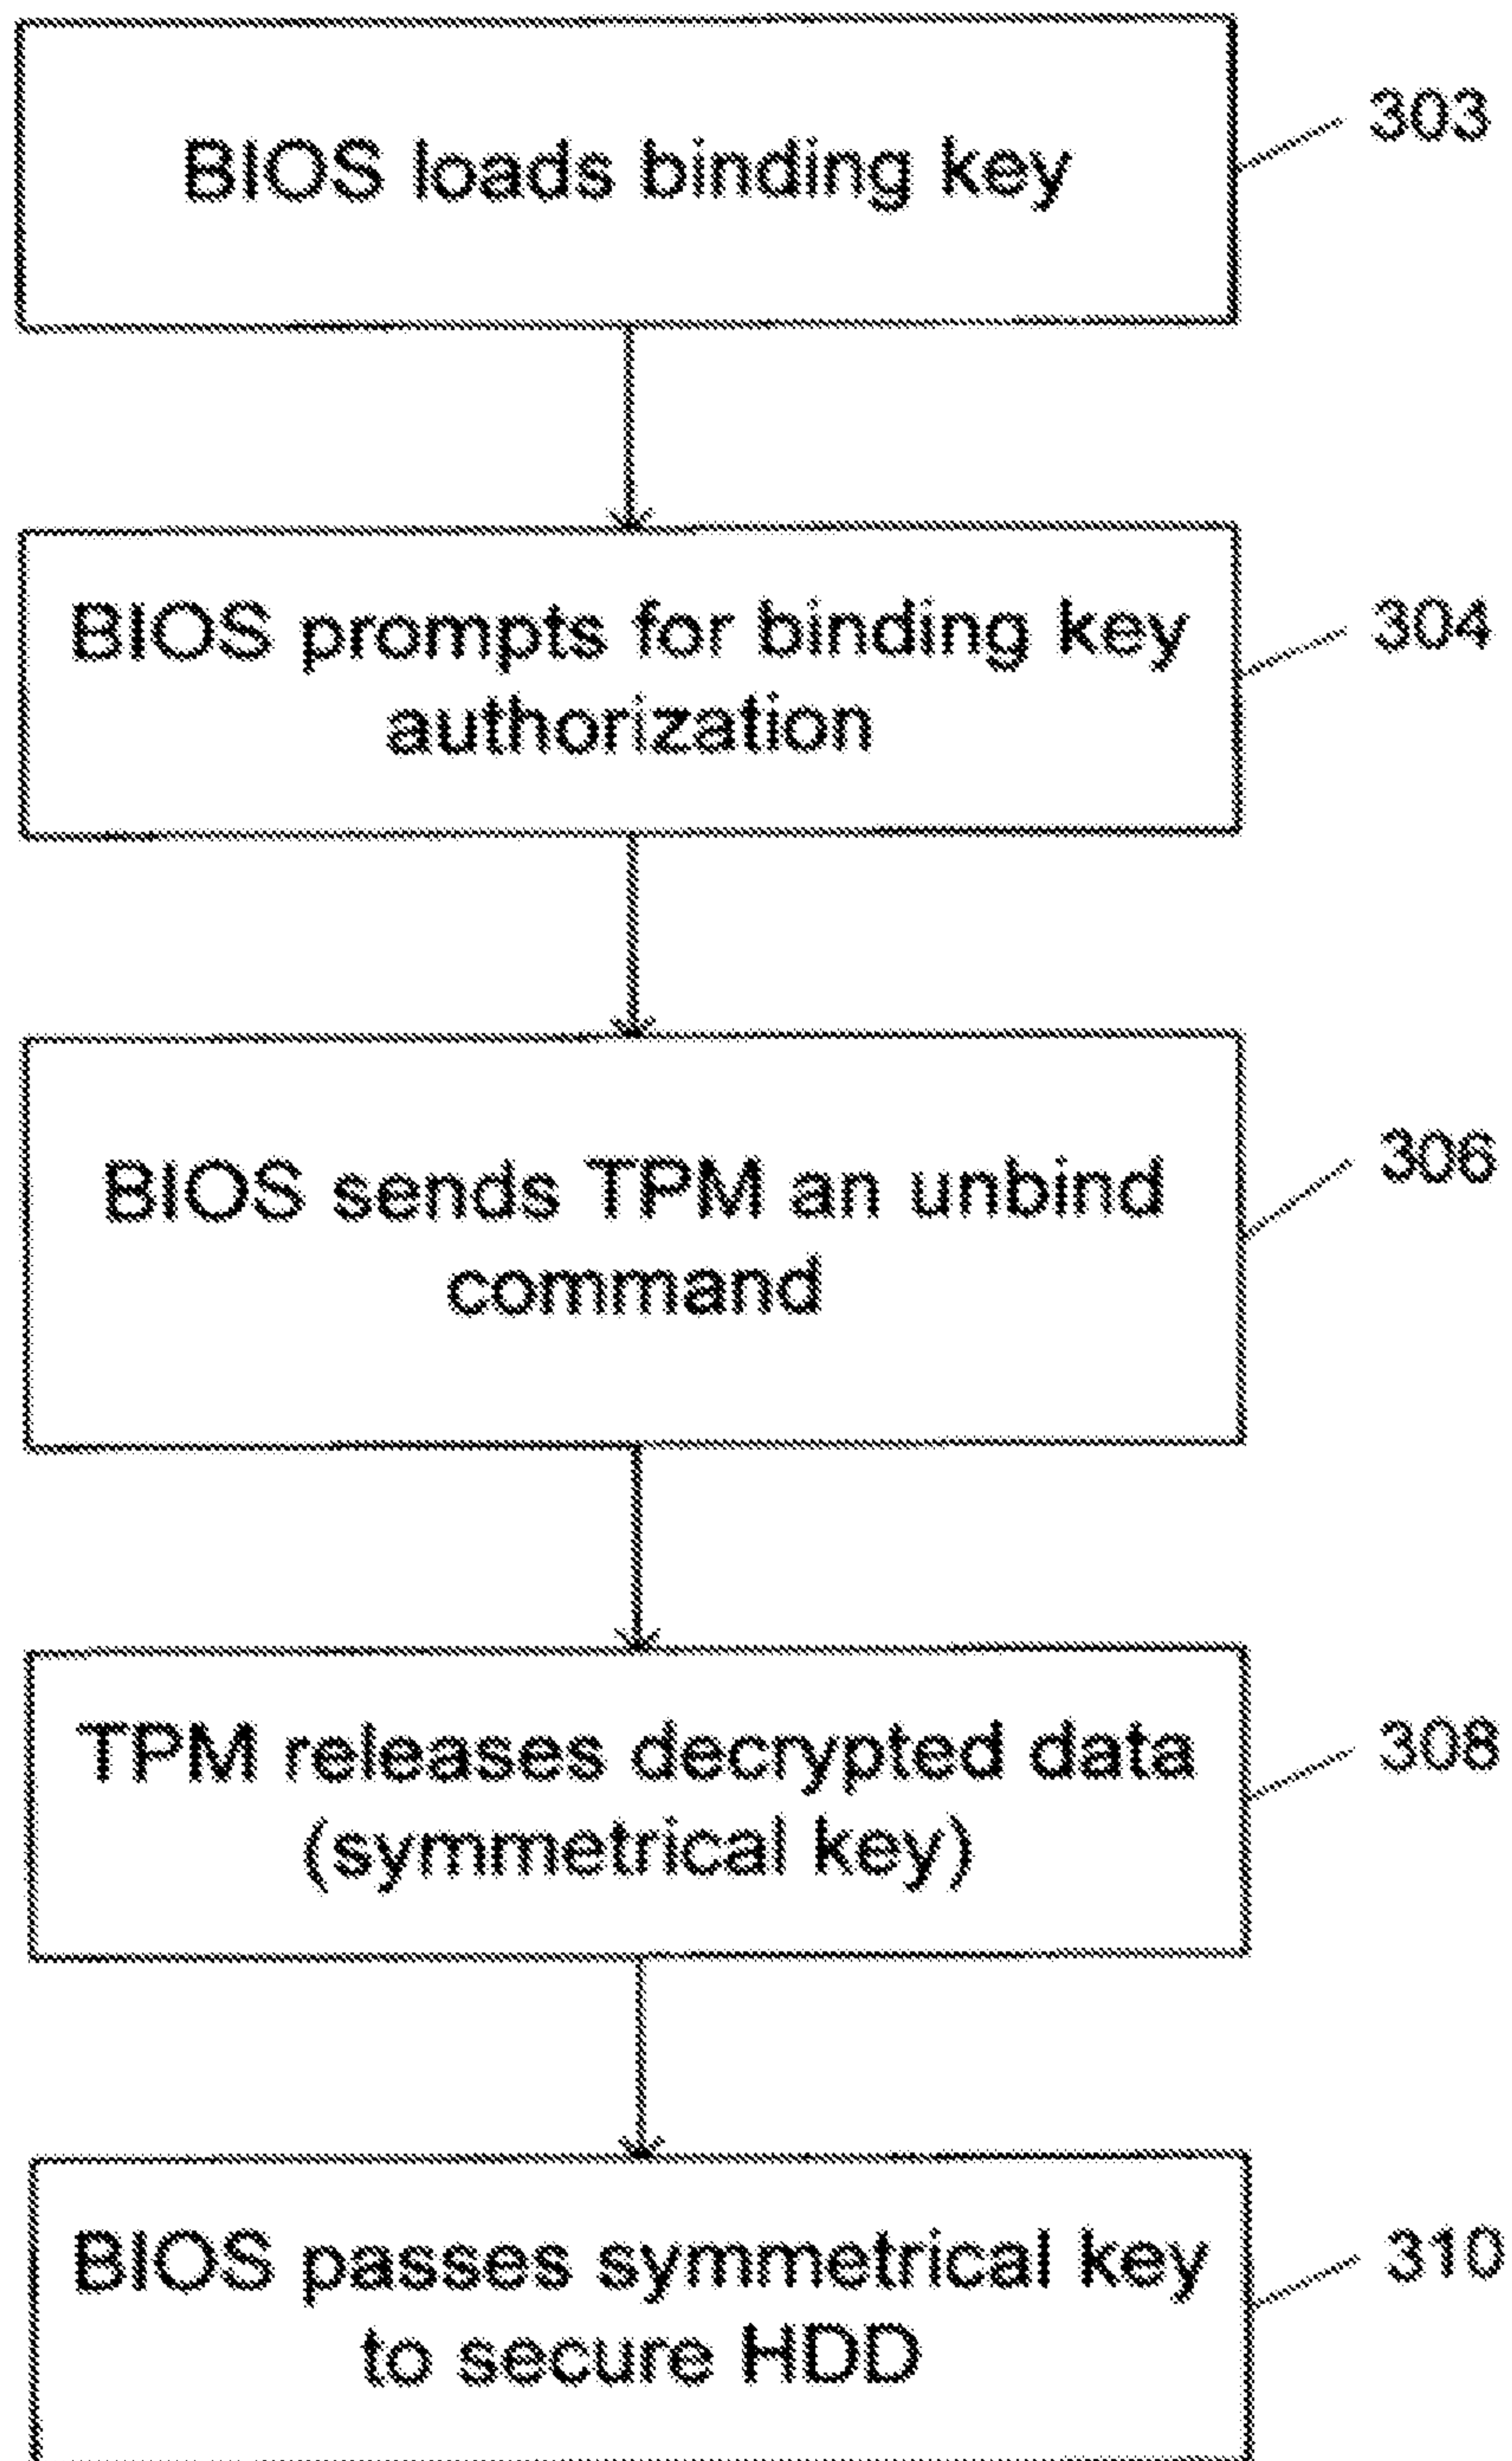 BIOS loads binding key
303
BIOS prompts for binding key
authorization
304
BIOS sends TPM an unbind
command
306
TPM releases decrypted data
(symmetrical key)
308
BIOS passes symmetrical key
to secure HDD
310